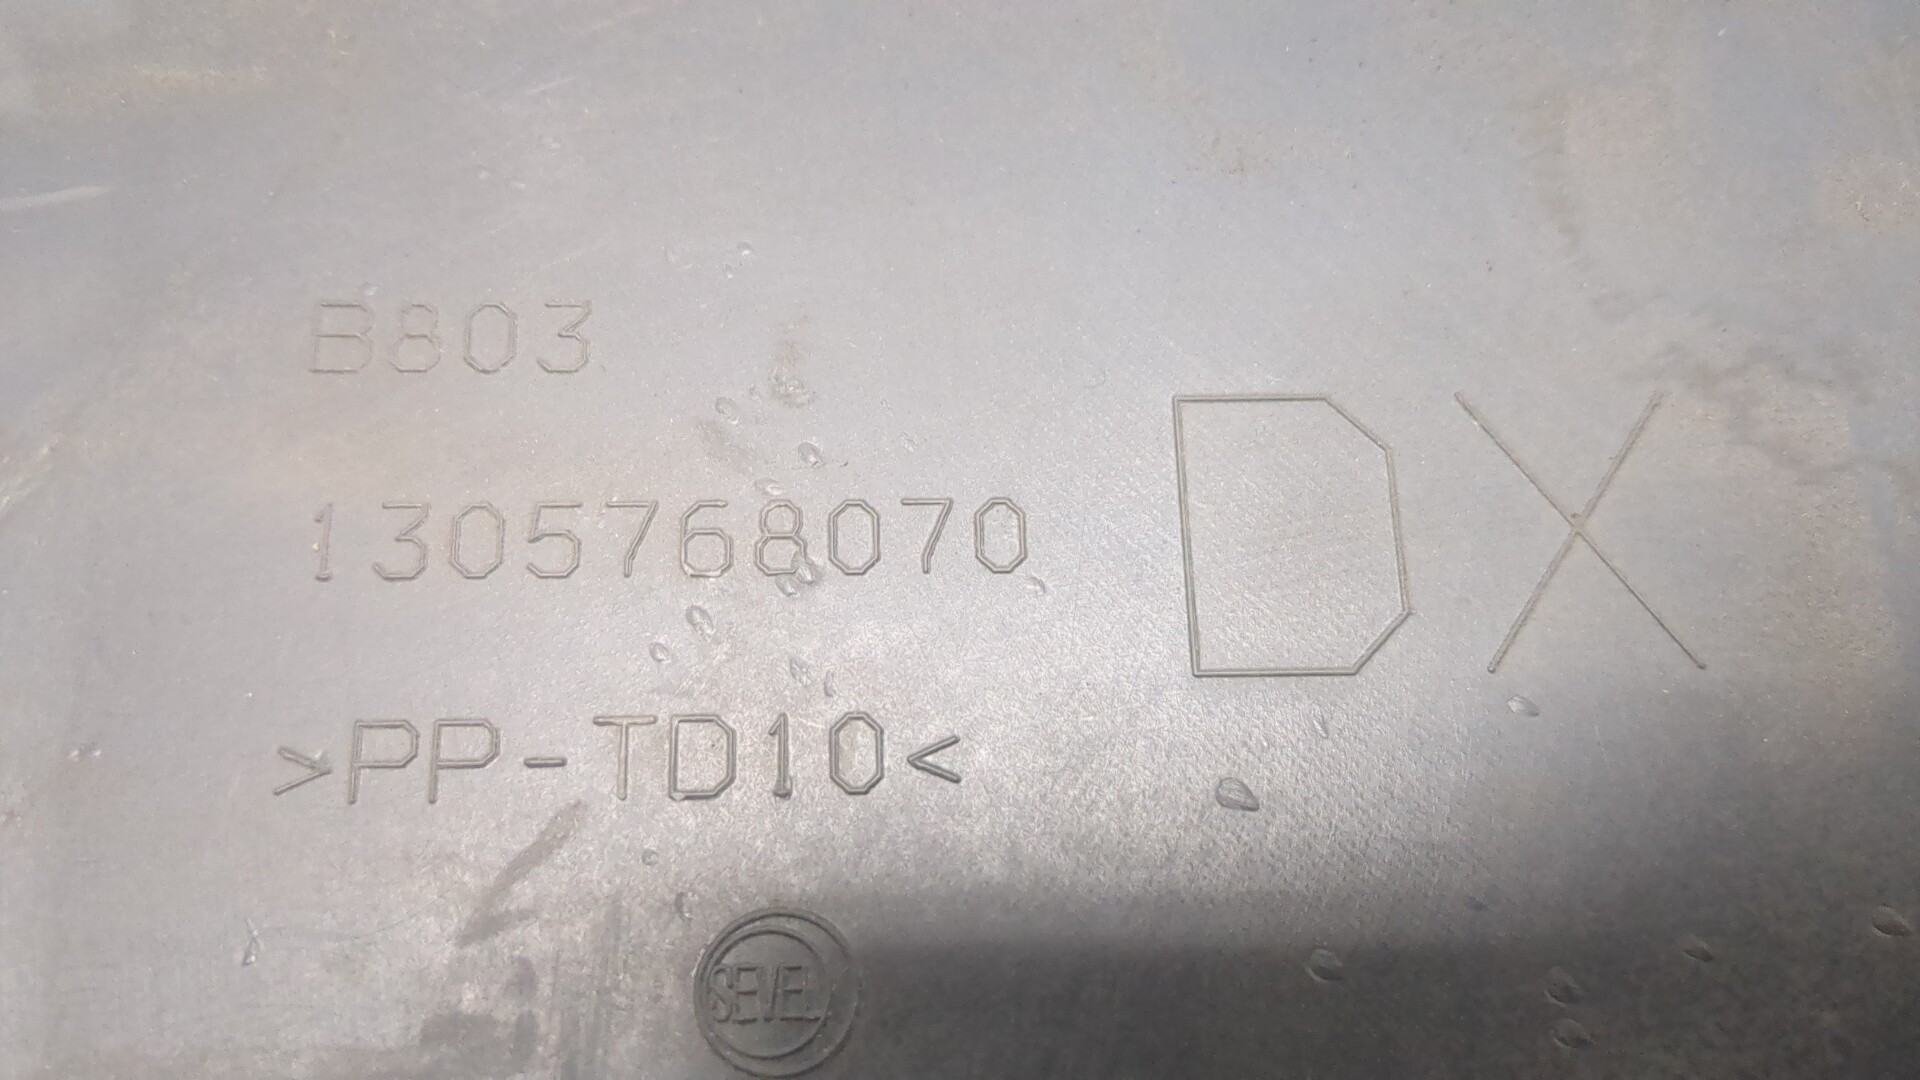 B803
1305768070
DX
>PP-TD10<
SEVEL